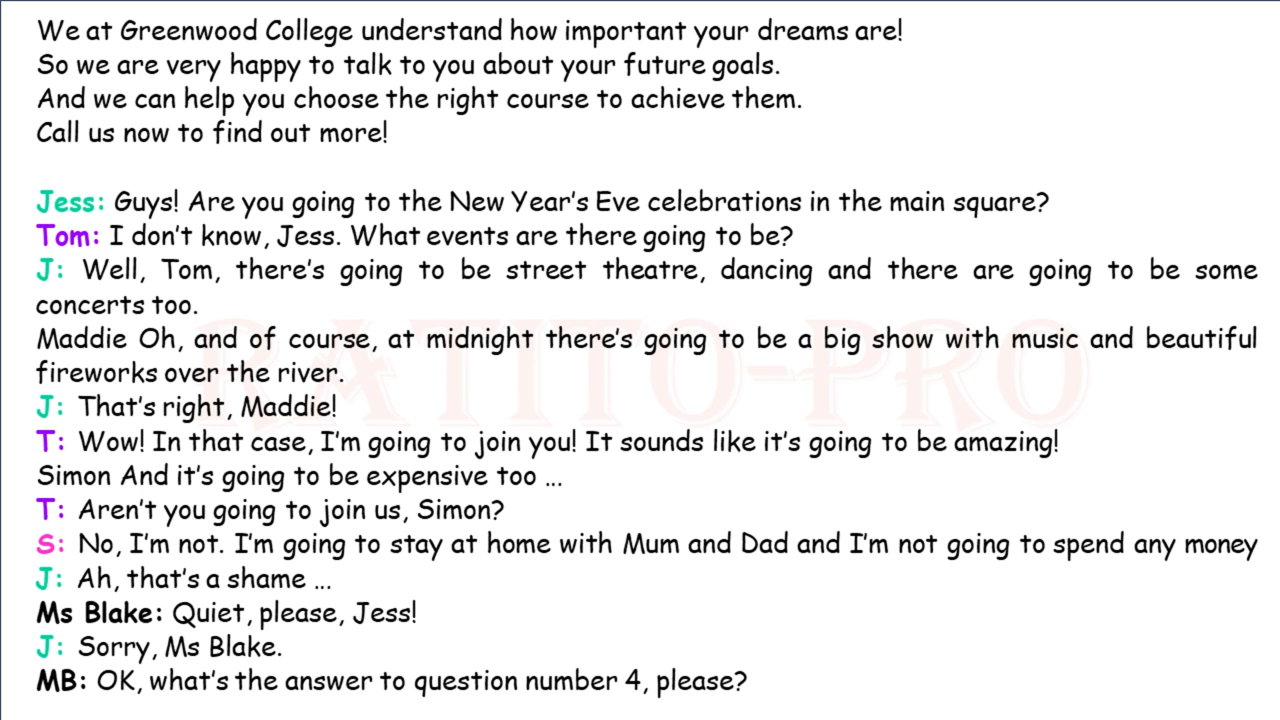 We at Greenwood College understand how important your dreams are!
So we are very happy to talk to you about your future goals.
And we can help you choose the right course to achieve them.
Call us now to find out more!
Jess: Guys! Are you going to the New Year's Eve celebrations in the main square?
Tom: I don't know, Jess. What events are there going to be?
J: Well, Tom, there's going to be street theatre, dancing and there are going to be some
concerts too.
Maddie Oh, and of course, at midnight there's going to be a big show with music and beautiful
fireworks over the river.
RATITO-PRO
J: That's right, Maddie!
T: Wow! In that case, I'm going to join you! It sounds like it's going to be amazing!
Simon And it's going to be expensive too ...
T: Aren't you going to join us, Simon?
S: No, I'm not. I'm going to stay at home with Mum and Dad and I'm not going to spend any money
J: Ah, that's a shame ...
Ms Blake: Quiet, please, Jess!
J: Sorry, Ms Blake.
MB: OK, what's the answer to question number 4, please?